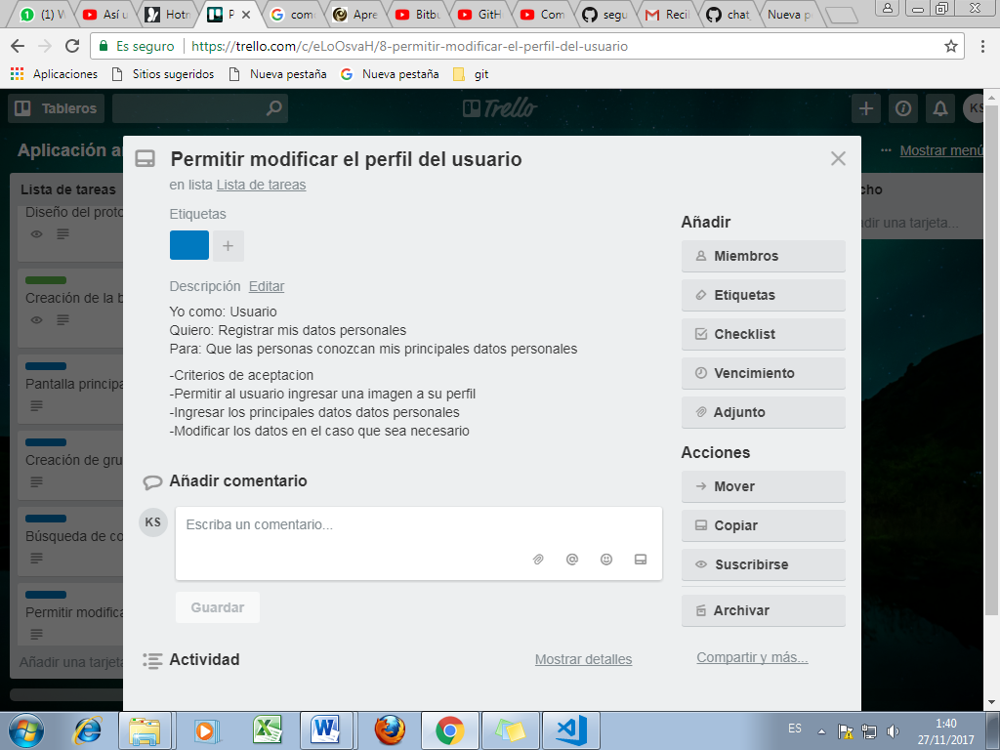 (1) W
Así u
Hotn
P
com
Apre
Bitbu
GitH
Com
segu
Recil
chat_
Nueva p
Es seguro
https://trello.com/c/eLoOsvaH/8-permitir-modificar-el-perfil-del-usuario
Aplicaciones
Sitios sugeridos
Nueva pestaña
Nueva pestaña
git
Tableros
Trello
KS
Aplicación a
Mostrar menú
Lista de tareas
Diseño del proto
Creación de la b
Pantalla principa
Creación de gru
Búsqueda de co
Permitir modifica
Añadir una tarjeta
cho
dir una tarjeta...
Permitir modificar el perfil del usuario
en lista Lista de tareas
Etiquetas
+
Descripción Editar
Yo como: Usuario
Quiero: Registrar mis datos personales
Para: Que las personas conozcan mis principales datos personales
-Criterios de aceptacion
-Permitir al usuario ingresar una imagen a su perfil
-Ingresar los principales datos datos personales
-Modificar los datos en el caso que sea necesario
Añadir comentario
KS
Escriba un comentario...
Guardar
Actividad
Mostrar detalles
Añadir
Miembros
Etiquetas
Checklist
Vencimiento
Adjunto
Acciones
Mover
Copiar
Suscribirse
Archivar
Compartir y más...
ES
1:40
27/11/2017